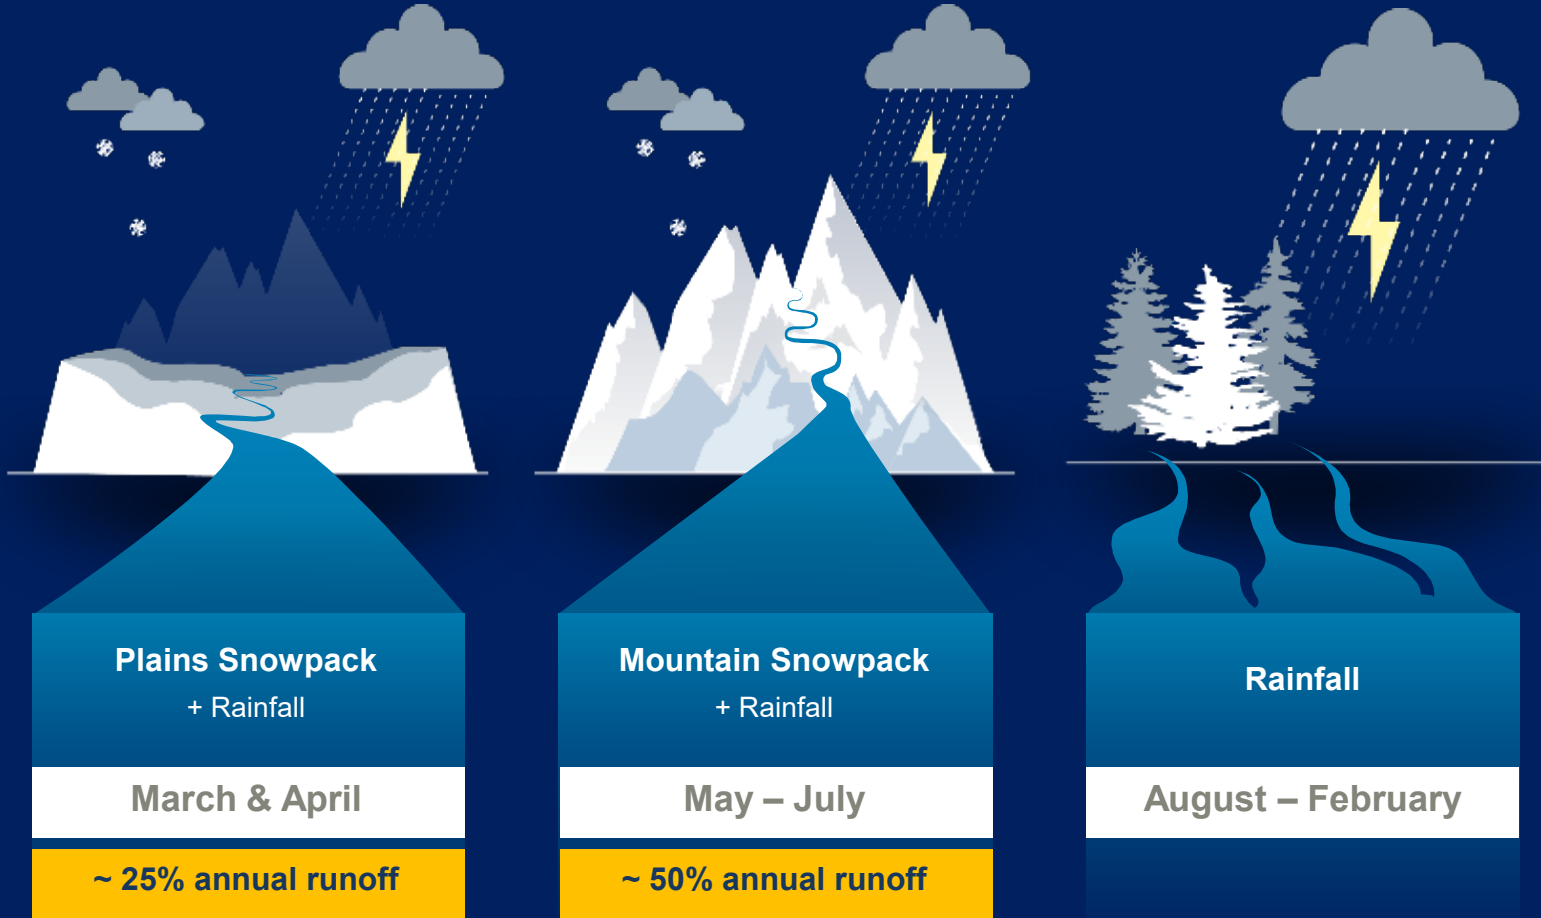 Plains Snowpack
+ Rainfall
March & April
~ 25% annual runoff
Mountain Snowpack
+ Rainfall
May – July
~ 50% annual runoff
Rainfall
August – February